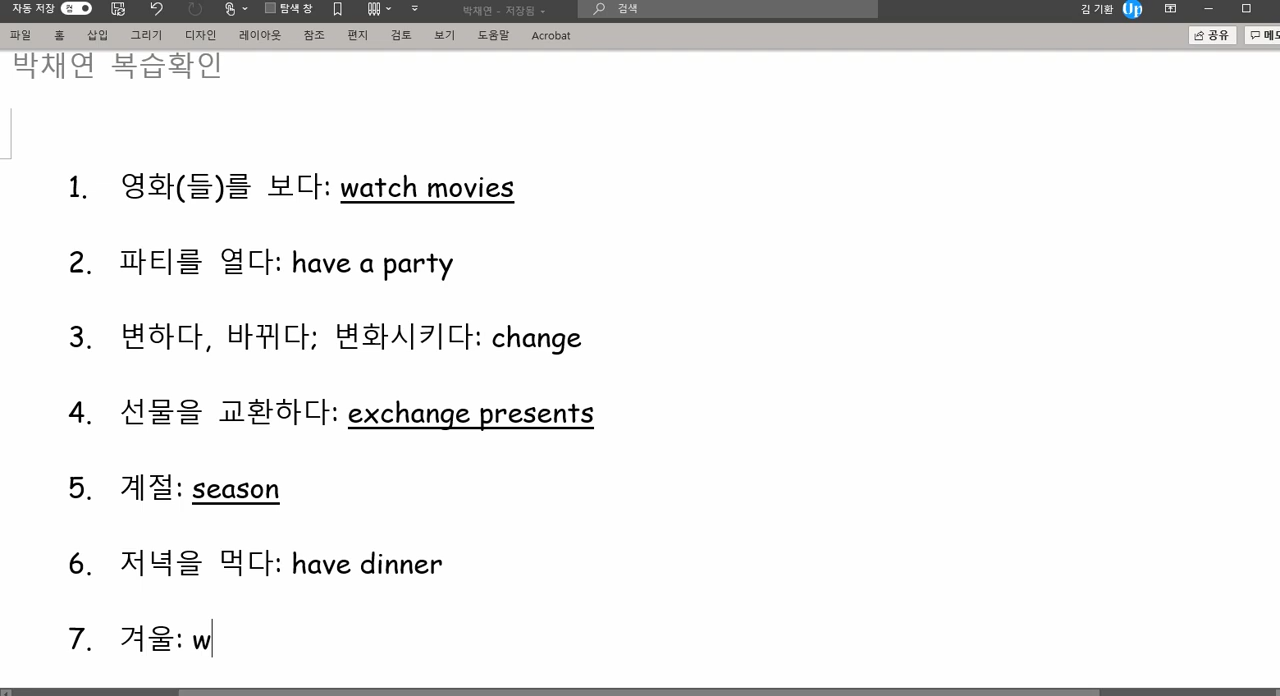 자동 저장 탐색 창 박재연 - 저장됨 검색 김 기환 Up
파일 홈 삽입 그리기 디자인 레이아웃 참조 편지 검토 보기 도움말 Acrobat 공유 메모
박채연 복습확인
1. 영화(들)를 보다: watch movies
2. 파티를 열다: have a party
3. 변하다, 바뀌다; 변화시키다: change
4. 선물을 교환하다: exchange presents
5. 계절: season
6. 저녁을 먹다: have dinner
7. 겨울: w